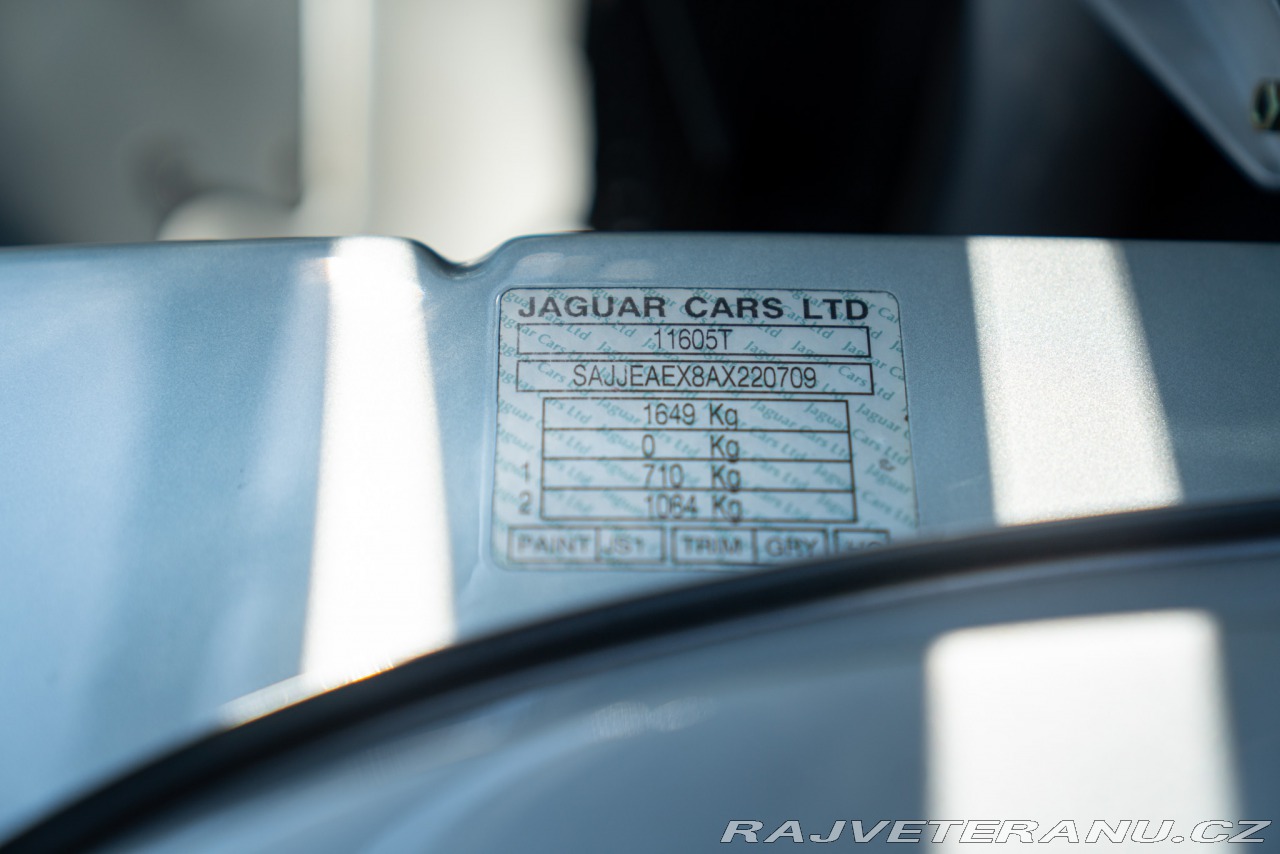 JAGUAR CARS LTD
11605T
SAJJEAEX8AX220709
1649 Kg
0 Kg
1 710 Kg
2 1064 Kg
PAINT JS1 TRIM GRY
RAJVETERANU.CZ